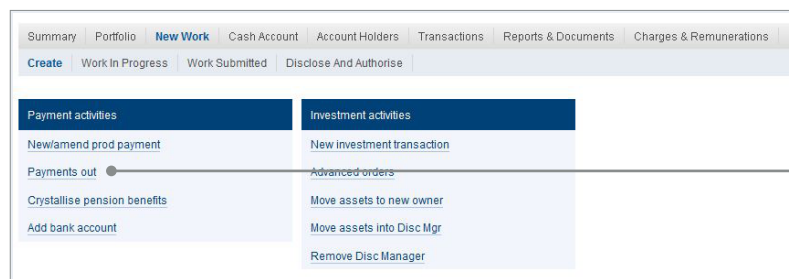 Summary Portfolio New Work Cash Account Account Holders Transactions Reports & Documents Charges & Remunerations
Create Work In Progress Work Submitted Disclose And Authorise
Payment activities
New/amend prod payment
Payments out
Crystallise pension benefits
Add bank account
Investment activities
New investment transaction
Advanced orders
Move assets to new owner
Move assets into Disc Mgr
Remove Disc Manager